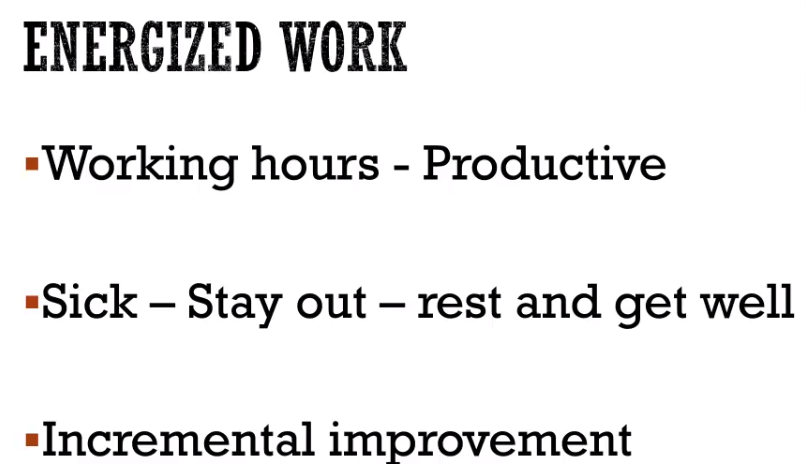 ENERGIZED WORK
▪Working hours - Productive
▪Sick – Stay out – rest and get well
▪Incremental improvement